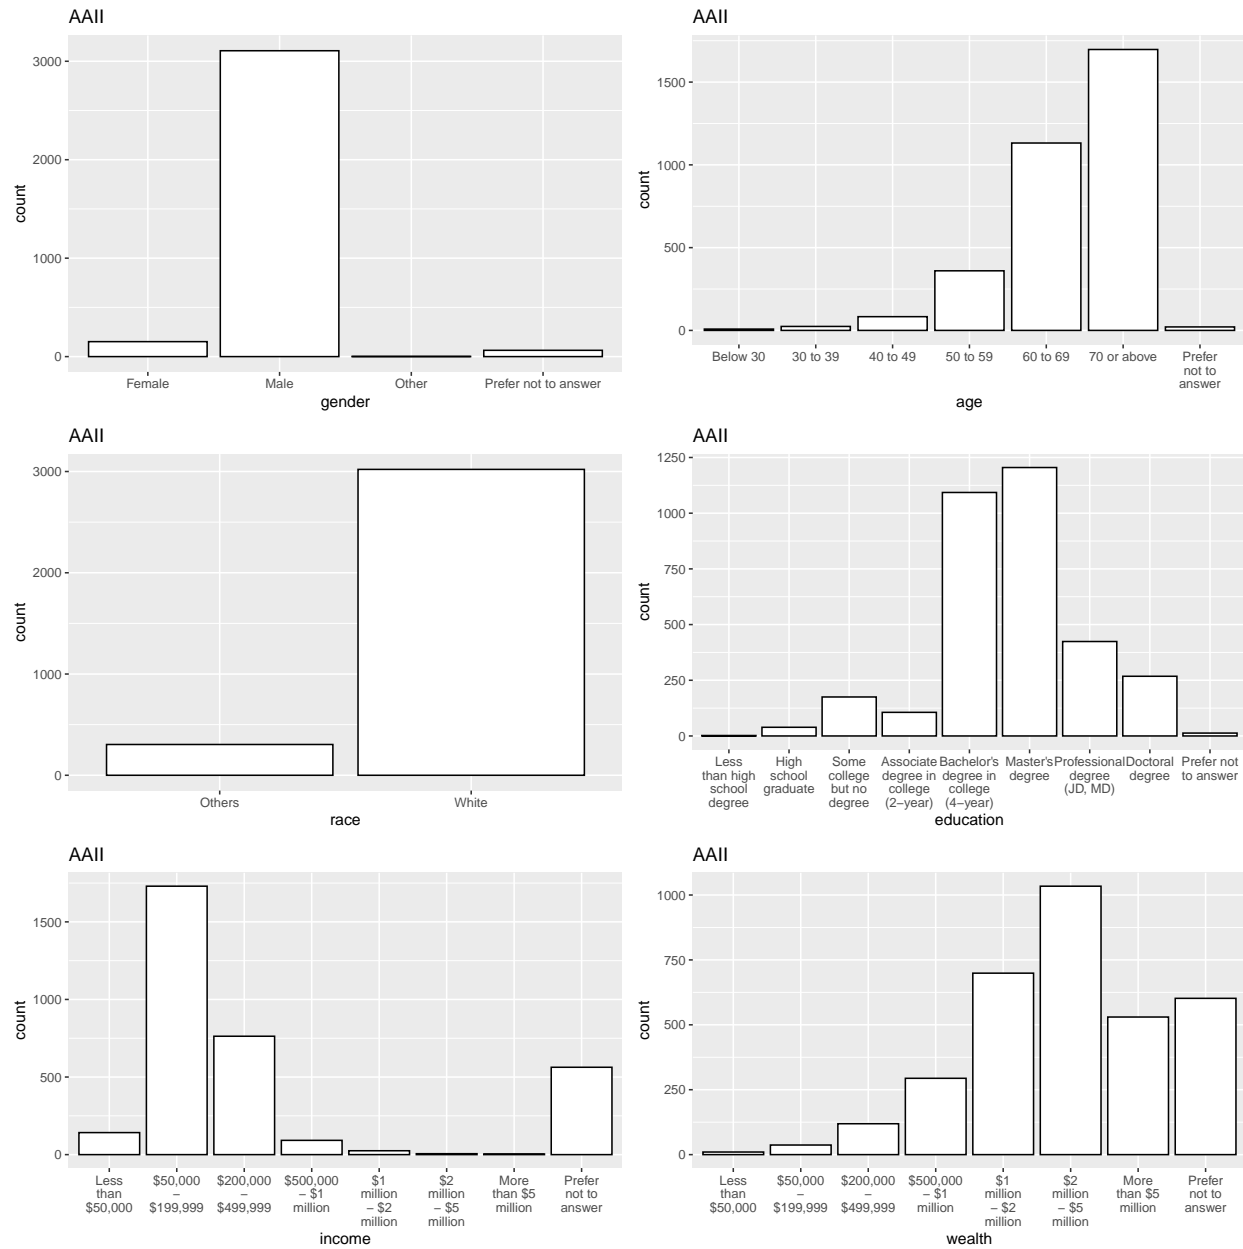 AAII
count
3000
2000
1000
0
Female
Male
Other
Prefer not to answer
gender
AAII
count
1500
1000
500
0
Below 30
30 to 39
40 to 49
50 to 59
60 to 69
70 or above
Prefer
not to
answer
age
AAII
count
3000
2000
1000
0
Others
White
race
AAII
count
1250
1000
750
500
250
0
Less
than high
school
degree
High
school
graduate
Some
college
but no
degree
Associate
degree in
college
(2−year)
Bachelor's
degree in
college
(4−year)
Master's
degree
Professional
degree
(JD, MD)
Doctoral
degree
Prefer not
to answer
education
AAII
count
1500
1000
500
0
Less
than
$50,000
$50,000
–
$199,999
$200,000
–
$499,999
$500,000
– $1
million
$1
million
– $2
million
$2
million
– $5
million
More
than $5
million
Prefer
not to
answer
income
AAII
count
1000
750
500
250
0
Less
than
$50,000
$50,000
–
$199,999
$200,000
–
$499,999
$500,000
– $1
million
$1
million
– $2
million
$2
million
– $5
million
More
than $5
million
Prefer
not to
answer
wealth